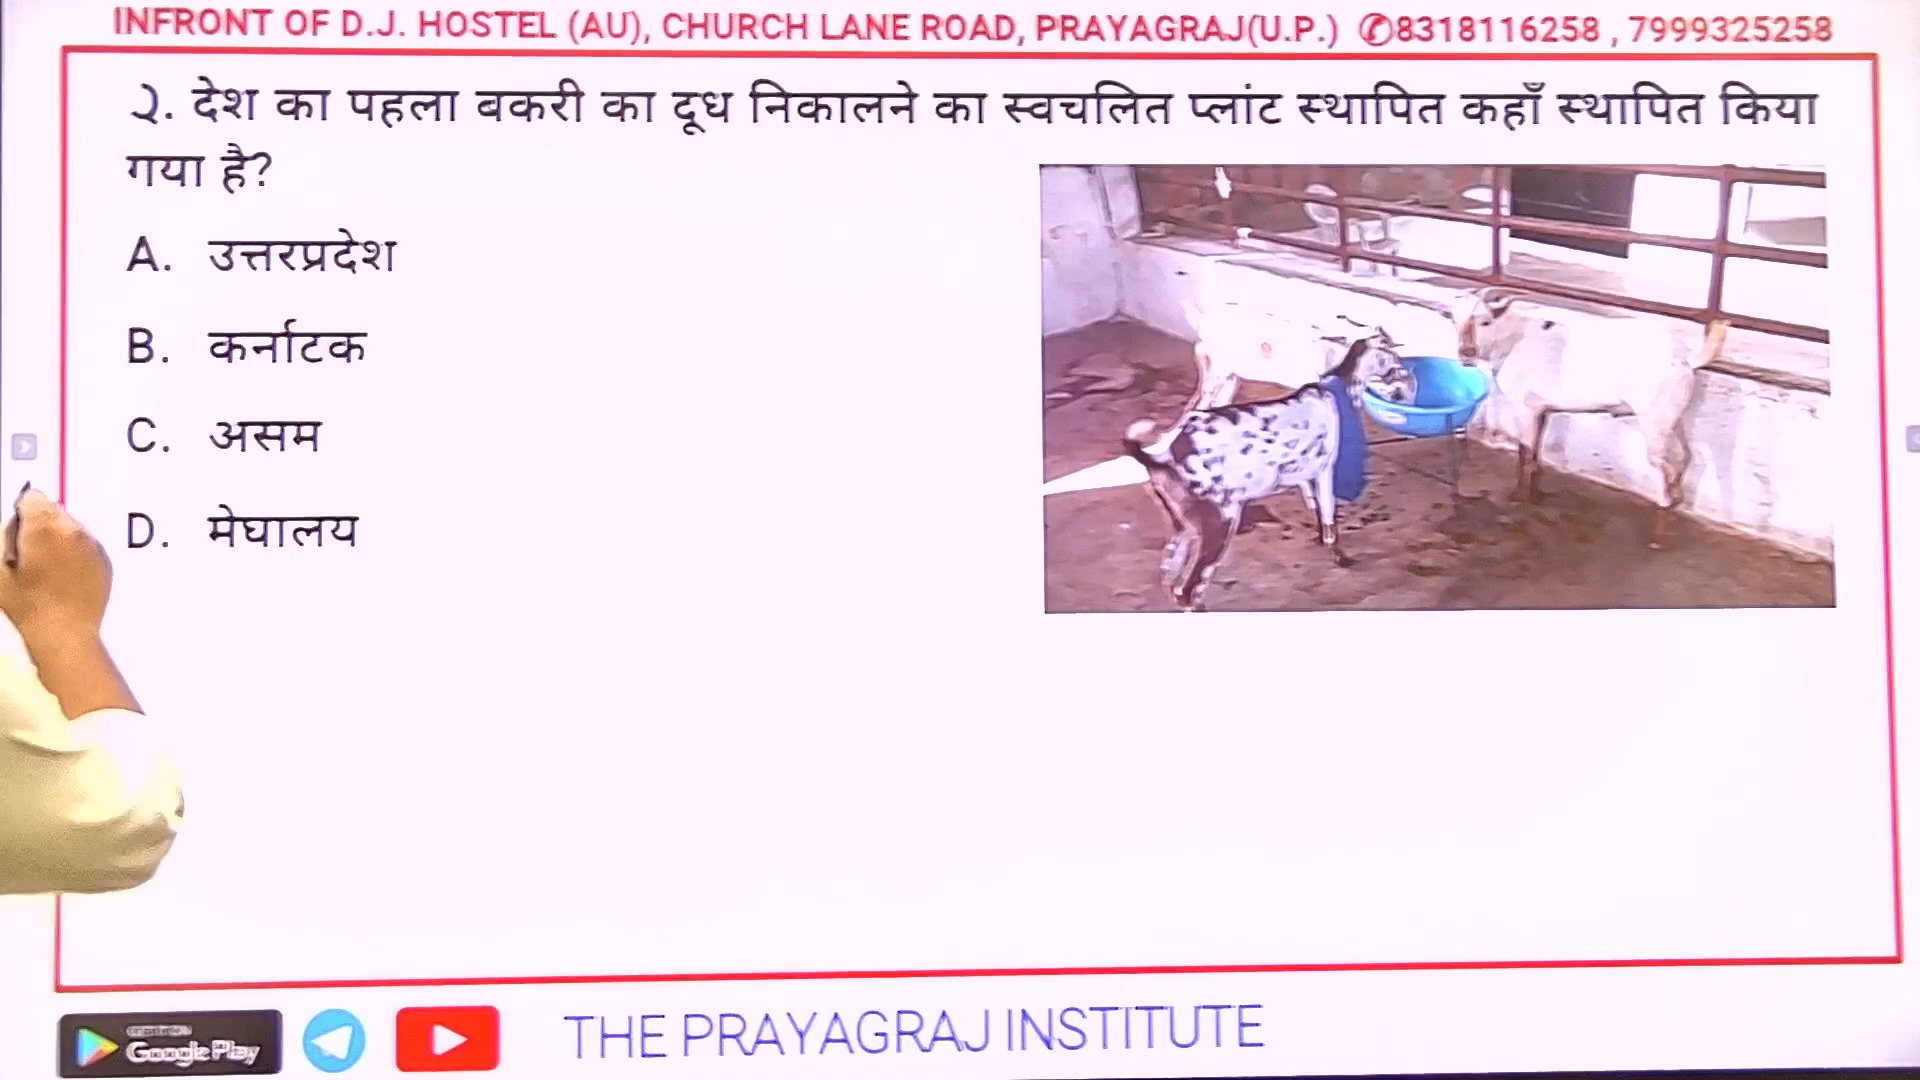 INFRONT OF D.J. HOSTEL (AU), CHURCH LANE ROAD, PRAYAGRAJ(U.P.) ✆8318116258 , 7999325258
Q. देश का पहला बकरी का दूध निकालने का स्वचलित प्लांट स्थापित कहाँ स्थापित किया
गया है?
A. उत्तरप्रदेश
B. कर्नाटक
C. असम
D. मेघालय
Google Play
THE PRAYAGRAJ INSTITUTE